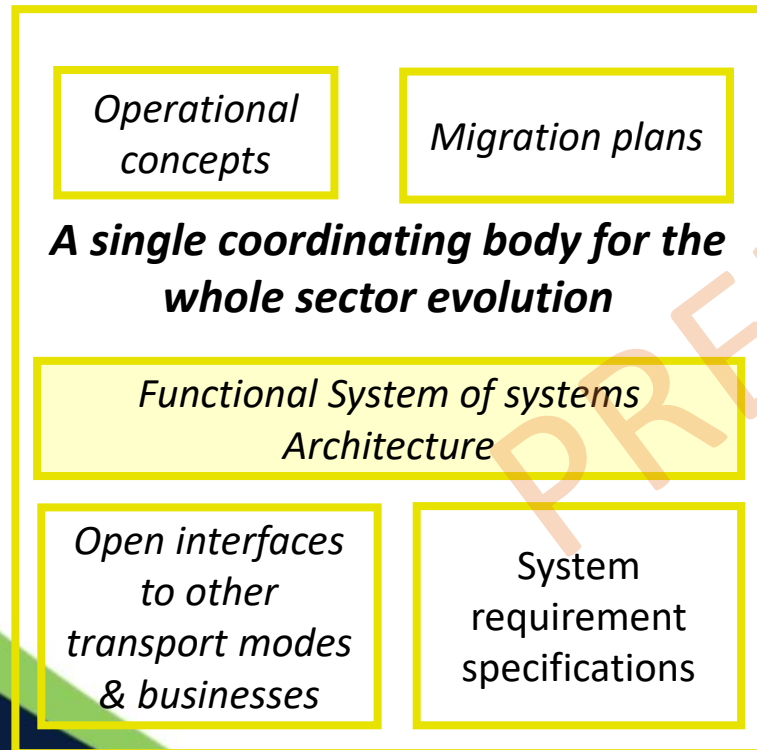 Operational
concepts
Migration plans
A single coordinating body for the
whole sector evolution
Functional System of systems
Architecture
Open interfaces
to other
transport modes
& businesses
System
requirement
specifications
PRE